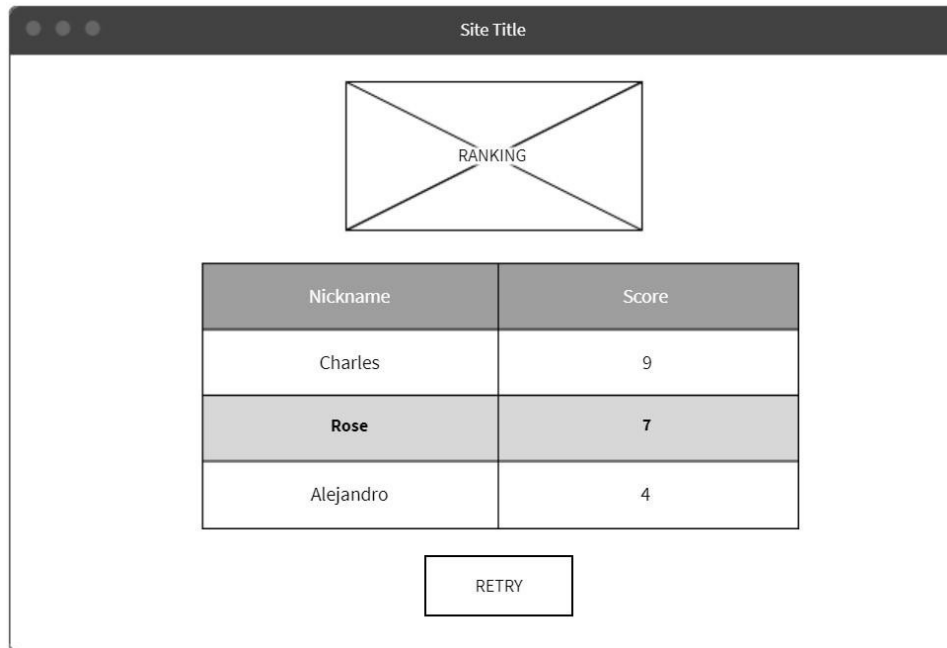 Site Title
RANKING
Nickname Score
Charles 9
Rose 7
Alejandro 4
RETRY